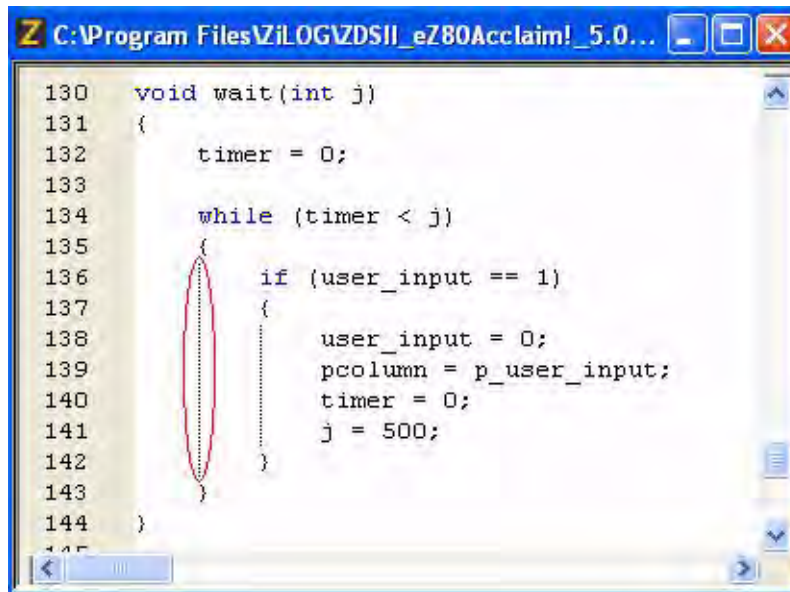 C:\Program Files\ZiLOG\ZDSII_eZ80Acclaim!_5.0...
130 void wait(int j)
131 {
132 timer = 0;
133
134 while (timer < j)
135 {
136 if (user_input == 1)
137 {
138 user_input = 0;
139 pcolumn = p_user_input;
140 timer = 0;
141 j = 500;
142 }
143 }
144 }